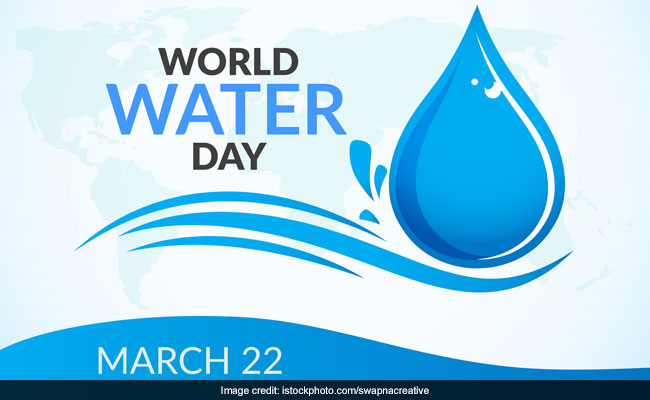 WORLD
WATER
DAY
MARCH 22
Image credit: istockphoto.com/swapnacreative